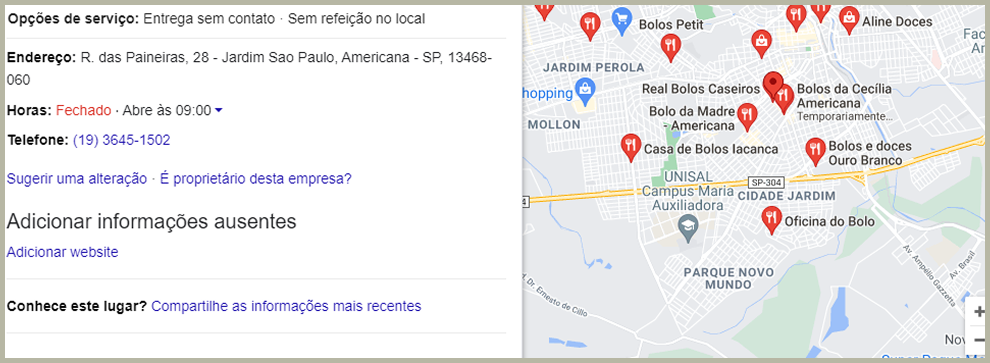 Opções de serviço: Entrega sem contato · Sem refeição no local
Endereço: R. das Paineiras, 28 - Jardim Sao Paulo, Americana - SP, 13468-
060
Horas: Fechado · Abre às 09:00
Telefone: (19) 3645-1502
Sugerir uma alteração · É proprietário desta empresa?
Adicionar informações ausentes
Adicionar website
Conhece este lugar? Compartilhe as informações mais recentes
Bolos Petit
Aline Doces
JARDIM PEROLA
Real Bolos Caseiros
Bolos da Cecília
Americana
Temporariamente...
hopping
MOLLON
Bolo da Madre
- Americana
Casa de Bolos Iacanca
Bolos e doces
Ouro Branco
UNISAL
Campus Maria
Auxiliadora
SP-304
CIDADE JARDIM
4
Oficina do Bolo
PARQUE NOVO
MUNDO
Av. Brasil
Av. Ampélio Gazzetta
Dr. Ernesto de Cillo
Nov
+